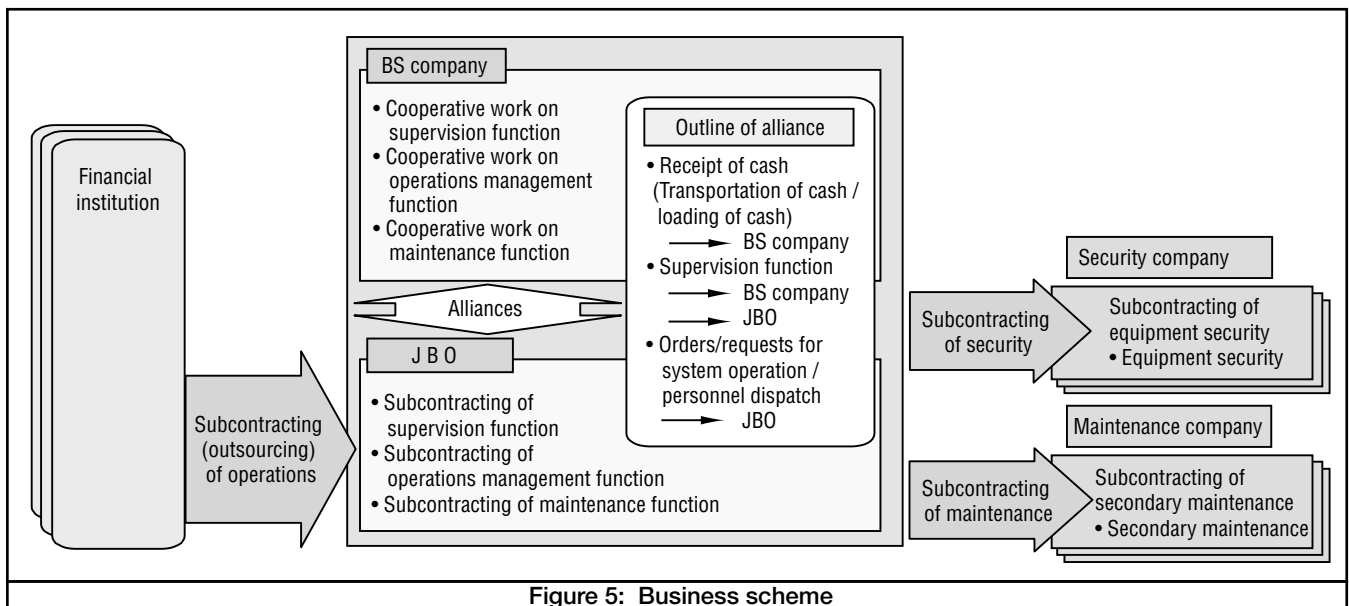 Financial
institution
Subcontracting
(outsourcing)
of operations
BS company
• Cooperative work on
supervision function
• Cooperative work on
operations management
function
• Cooperative work on
maintenance function
Alliances
J B O
• Subcontracting of
supervision function
• Subcontracting of
operations management function
• Subcontracting of maintenance function
Outline of alliance
• Receipt of cash
(Transportation of cash /
loading of cash)
→ BS company
• Supervision function
→ BS company
→ JBO
• Orders/requests for
system operation /
personnel dispatch
→ JBO
Subcontracting
of security
Security company
Subcontracting of
equipment security
• Equipment security
Subcontracting
of maintenance
Maintenance company
Subcontracting of
secondary maintenance
• Secondary maintenance
Figure 5: Business scheme